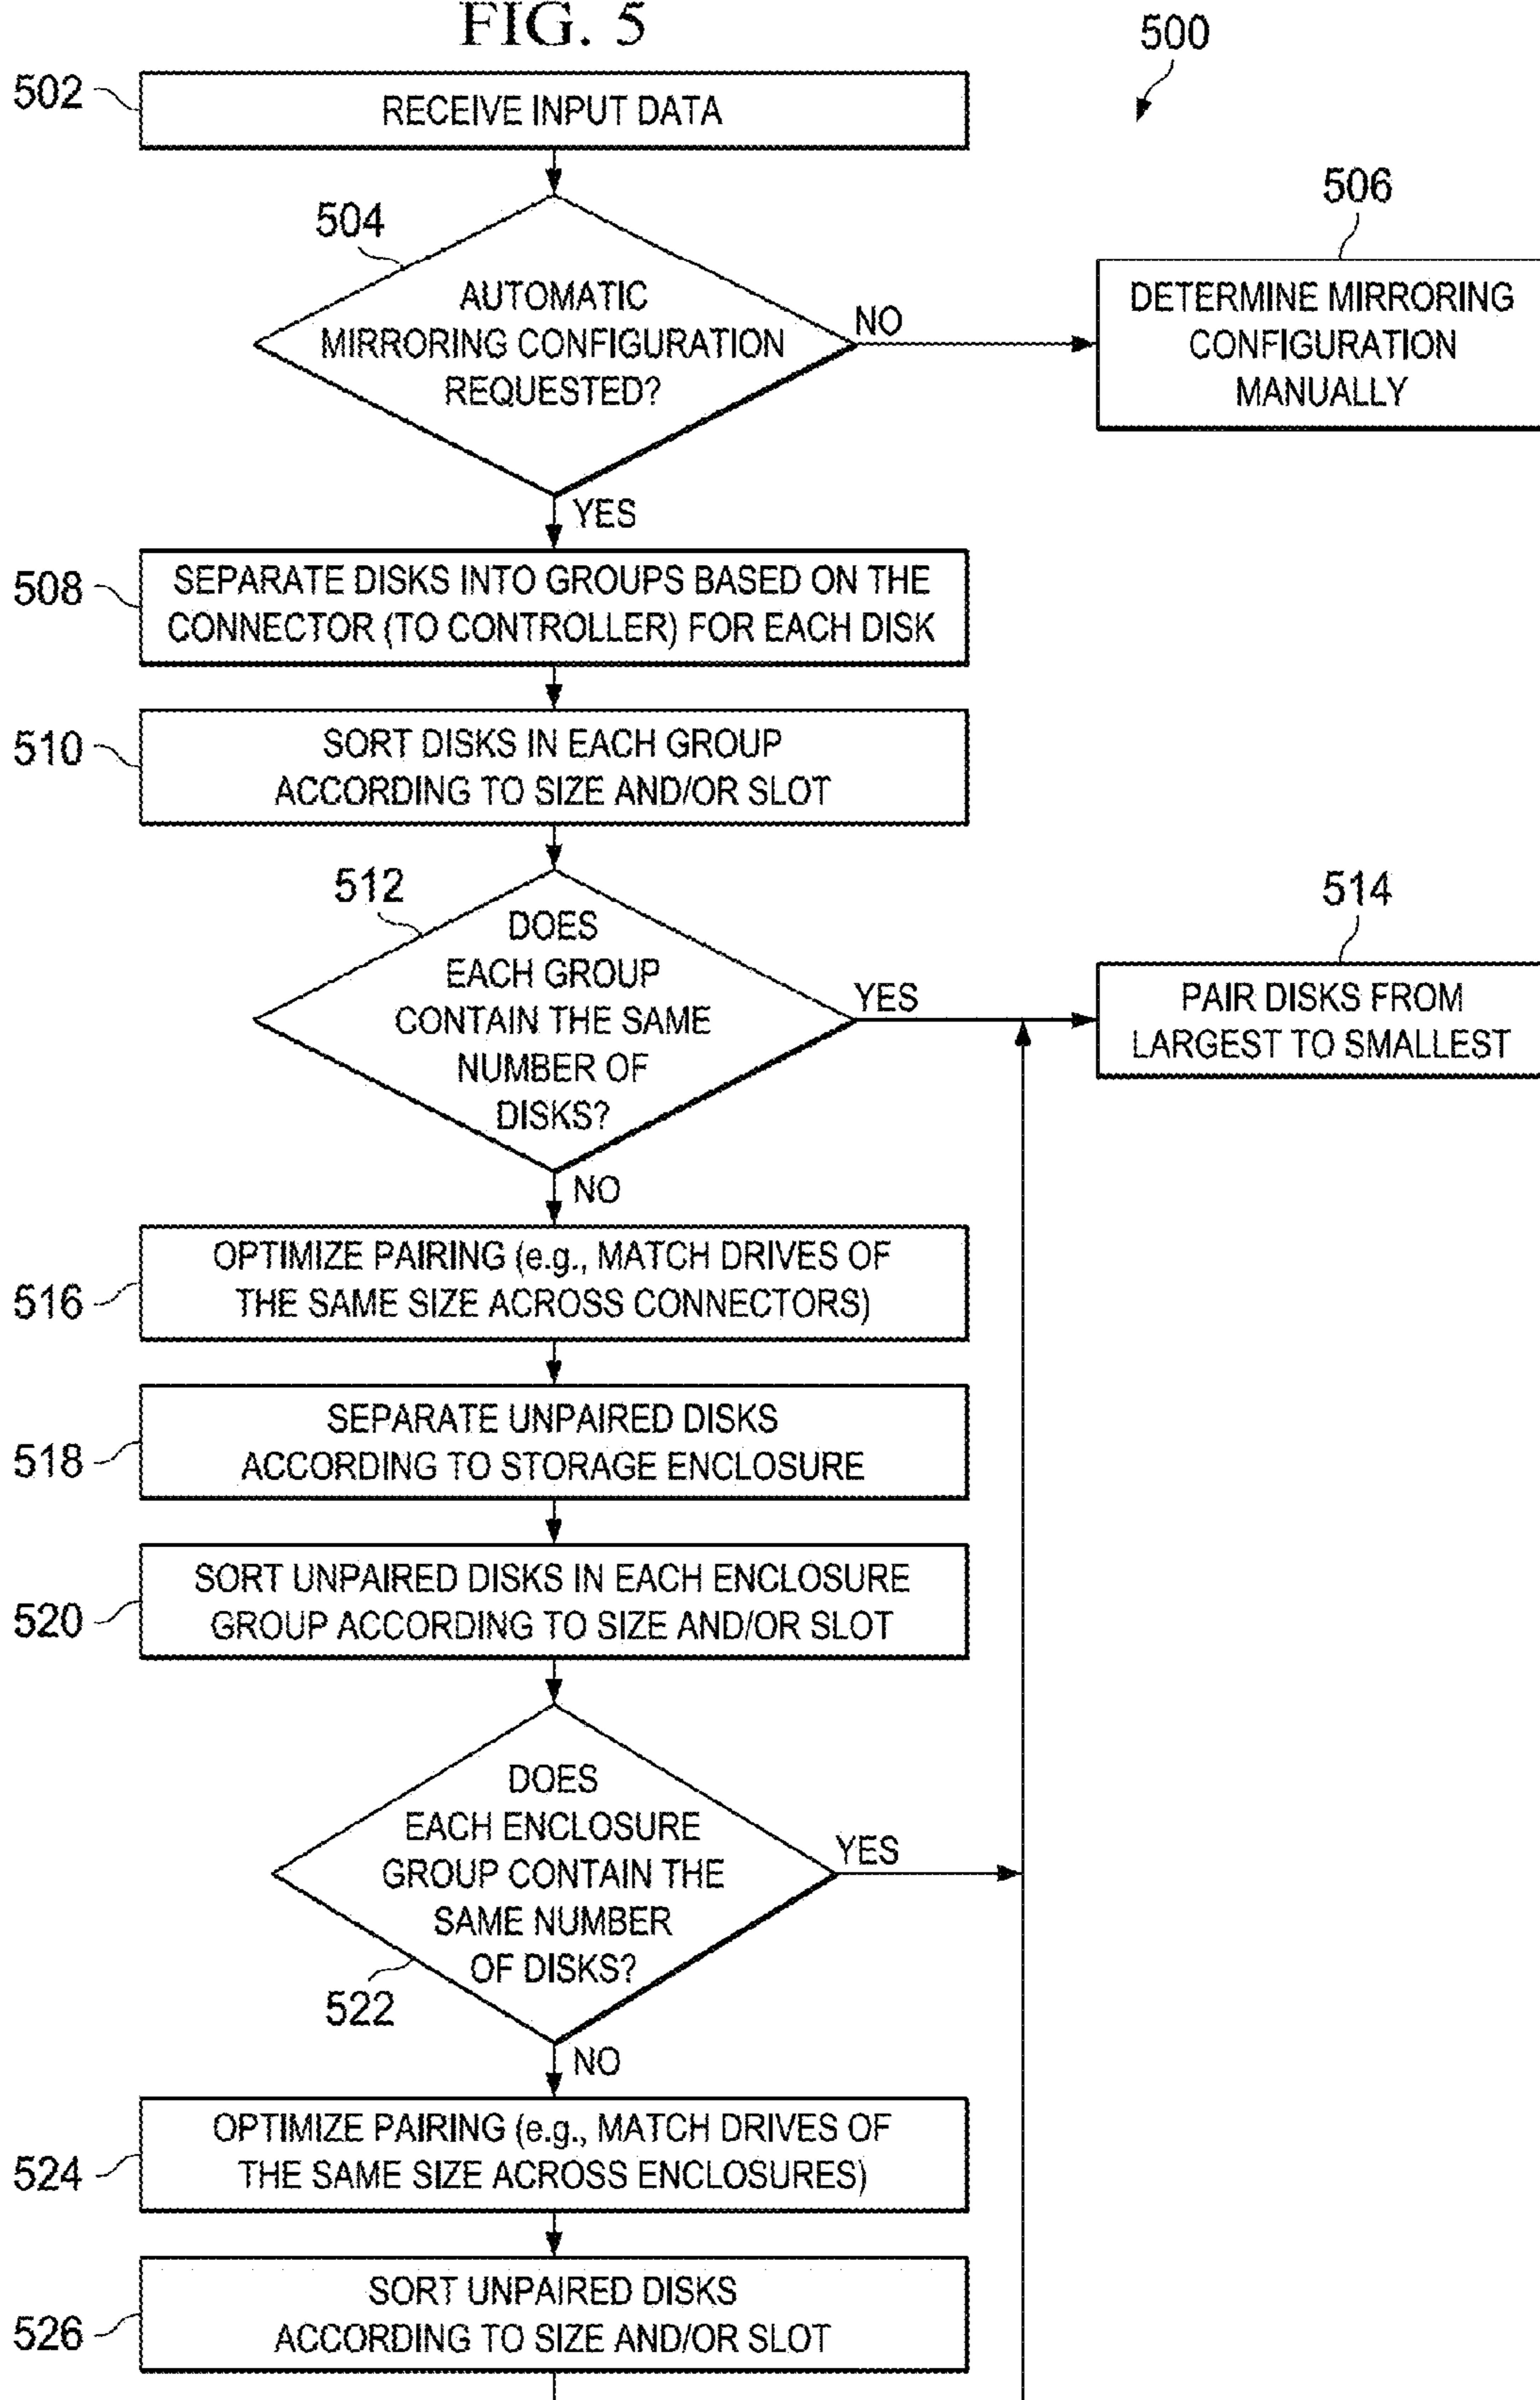 FIG. 5
500
502
RECEIVE INPUT DATA
504
AUTOMATIC
MIRRORING CONFIGURATION
REQUESTED?
NO
506
DETERMINE MIRRORING
CONFIGURATION
MANUALLY
YES
508
SEPARATE DISKS INTO GROUPS BASED ON THE
CONNECTOR (TO CONTROLLER) FOR EACH DISK
510
SORT DISKS IN EACH GROUP
ACCORDING TO SIZE AND/OR SLOT
512
DOES
EACH GROUP
CONTAIN THE SAME
NUMBER OF
DISKS?
YES
514
PAIR DISKS FROM
LARGEST TO SMALLEST
NO
516
OPTIMIZE PAIRING (e.g., MATCH DRIVES OF
THE SAME SIZE ACROSS CONNECTORS)
518
SEPARATE UNPAIRED DISKS
ACCORDING TO STORAGE ENCLOSURE
520
SORT UNPAIRED DISKS IN EACH ENCLOSURE
GROUP ACCORDING TO SIZE AND/OR SLOT
DOES
EACH ENCLOSURE
GROUP CONTAIN THE
SAME NUMBER
OF DISKS?
YES
522
NO
524
OPTIMIZE PAIRING (e.g., MATCH DRIVES OF
THE SAME SIZE ACROSS ENCLOSURES)
526
SORT UNPAIRED DISKS
ACCORDING TO SIZE AND/OR SLOT